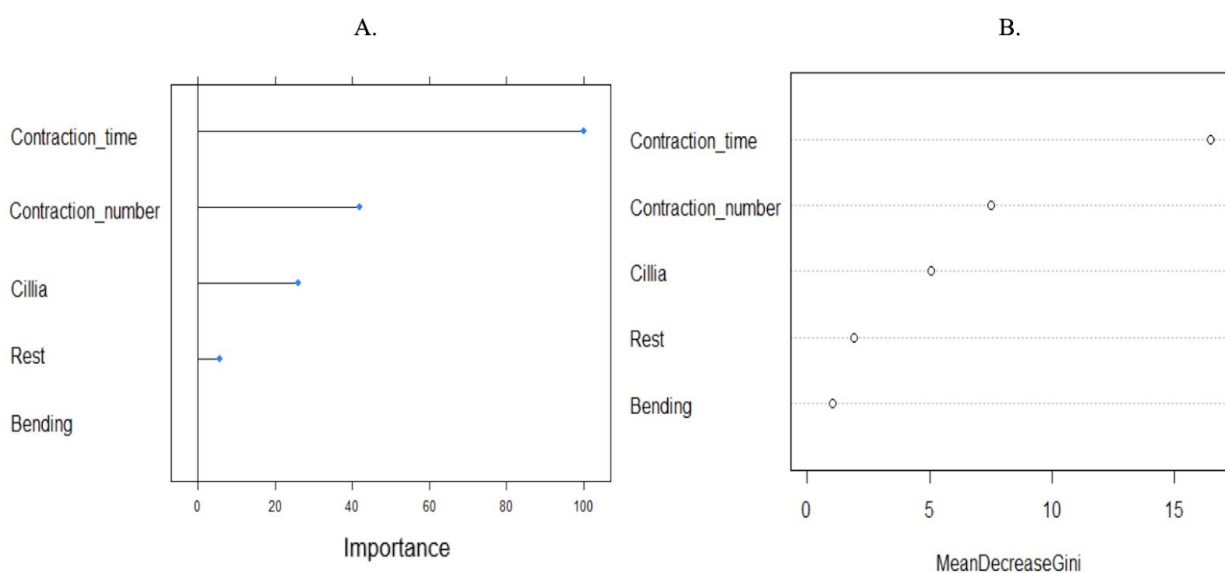 A.
Contraction_time
Contraction_number
Cillia
Rest
Bending
0 20 40 60 80 100
Importance
B.
Contraction_time
Contraction_number
Cillia
Rest
Bending
0 5 10 15
MeanDecreaseGini